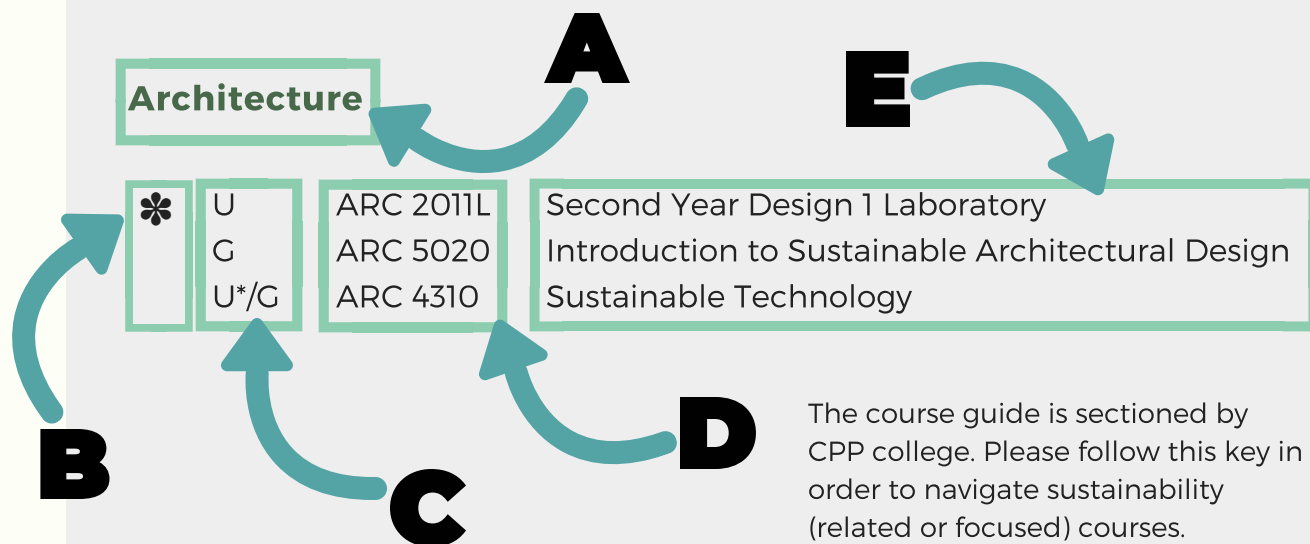 A
E
Architecture
✽ U ARC 2011L Second Year Design 1 Laboratory
G ARC 5020 Introduction to Sustainable Architectural Design
U*/G ARC 4310 Sustainable Technology
B
C
D
The course guide is sectioned by
CPP college. Please follow this key in
order to navigate sustainability
(related or focused) courses.